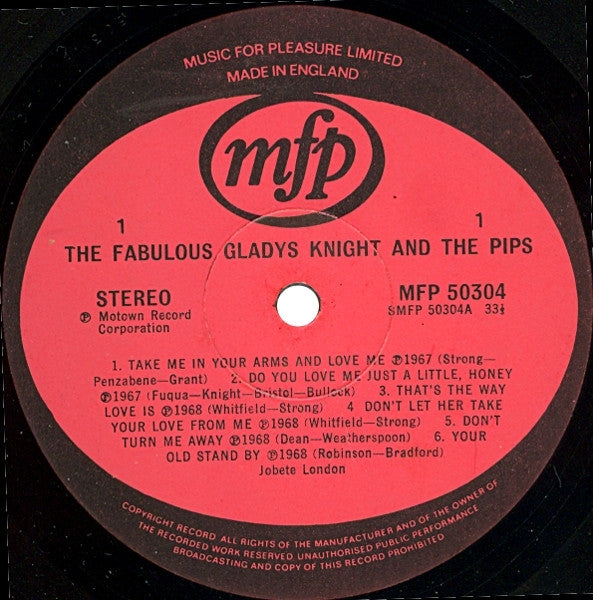 MUSIC FOR PLEASURE LIMITED
MADE IN ENGLAND
mfp
1 1
THE FABULOUS GLADYS KNIGHT AND THE PIPS
STEREO MFP 50304
℗ Motown Record SMFP 50304A 33⅓
Corporation
1. TAKE ME IN YOUR ARMS AND LOVE ME ℗1967 (Strong—
Penzabene—Grant) 2. DO YOU LOVE ME JUST A LITTLE, HONEY
℗1967 (Fuqua—Knight—Bristol—Bullock) 3. THAT'S THE WAY
LOVE IS ℗1968 (Whitfield—Strong) 4 DON'T LET HER TAKE
YOUR LOVE FROM ME ℗1968 (Whitfield—Strong) 5. DON'T
TURN ME AWAY ℗1968 (Dean—Weatherspoon) 6. YOUR
OLD STAND BY ℗1968 (Robinson—Bradford)
Jobete London
COPYRIGHT RECORD ALL RIGHTS OF THE MANUFACTURER AND OF THE OWNER OF
THE RECORDED WORK RESERVED. UNAUTHORISED PUBLIC PERFORMANCE
BROADCASTING AND COPY OF THIS RECORD PROHIBITED